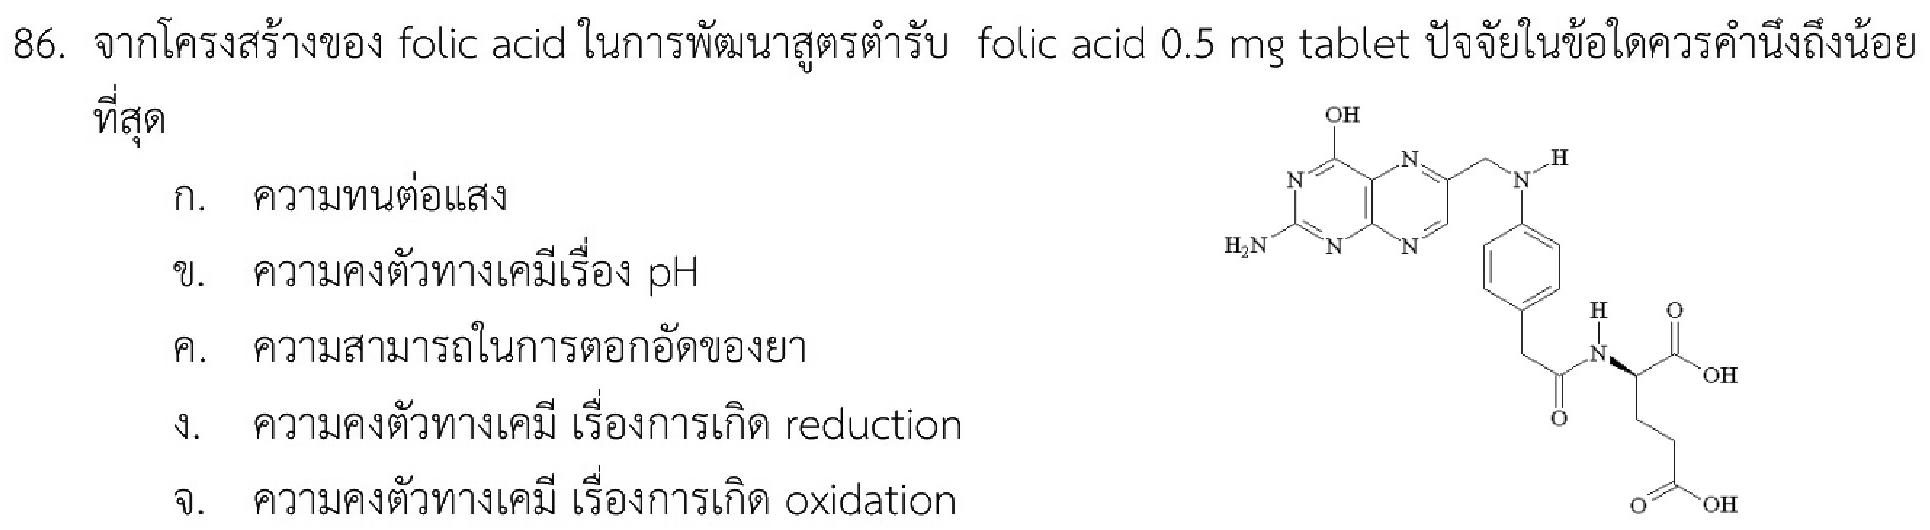 86. จากโครงสร้างของ folic acid ในการพัฒนาสูตรตำรับ folic acid 0.5 mg tablet ปัจจัยในข้อใดควรคำนึงถึงน้อย
ที่สุด
ก. ความทนต่อแสง
ข. ความคงตัวทางเคมีเรื่อง pH
ค. ความสามารถในการตอกอัดของยา
ง. ความคงตัวทางเคมี เรื่องการเกิด reduction
จ. ความคงตัวทางเคมี เรื่องการเกิด oxidation
OH
N N H
N
H₂N N N
H O
N OH
O
O OH